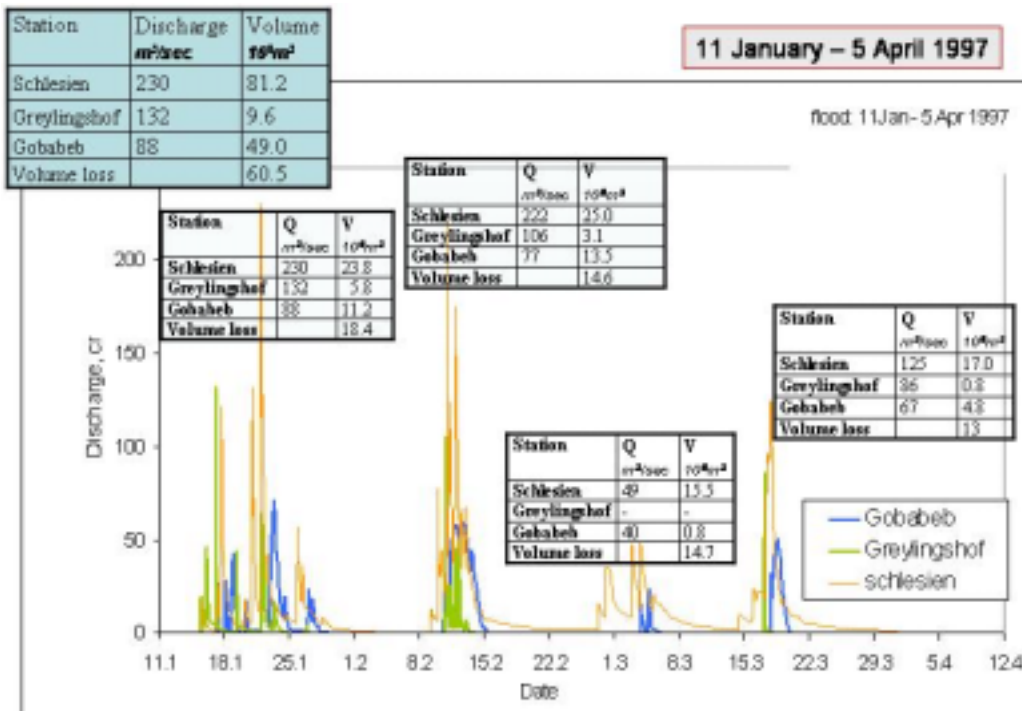 Station Discharge Volume
m³/sec 10⁶m³
Schlesien 230 81.2
Greylingshof 132 9.6
Gobabeb 88 49.0
Volume loss 60.5
11 January – 5 April 1997
flood: 11Jan- 5 Apr 1997
Station Q V
m³/sec 10⁶m³
Schlesien 230 23.8
Greylingshof 132 5.8
Gobabeb 88 11.2
Volume loss 18.4
Station Q V
m³/sec 10⁶m³
Schlesien 222 25.0
Greylingshof 106 3.1
Gobabeb 77 13.5
Volume loss 14.6
Station Q V
m³/sec 10⁶m³
Schlesien 49 15.5
Greylingshof - -
Gobabeb 40 0.8
Volume loss 14.7
Station Q V
m³/sec 10⁶m³
Schlesien 125 17.0
Greylingshof 86 0.8
Gobabeb 67 4.8
Volume loss 13
Discharge, cr
200
150
100
50
0
Gobabeb
Greylingshof
schlesien
11.1 18.1 25.1 1.2 8.2 15.2 22.2 1.3 8.3 15.3 22.3 29.3 5.4 12.4
Date